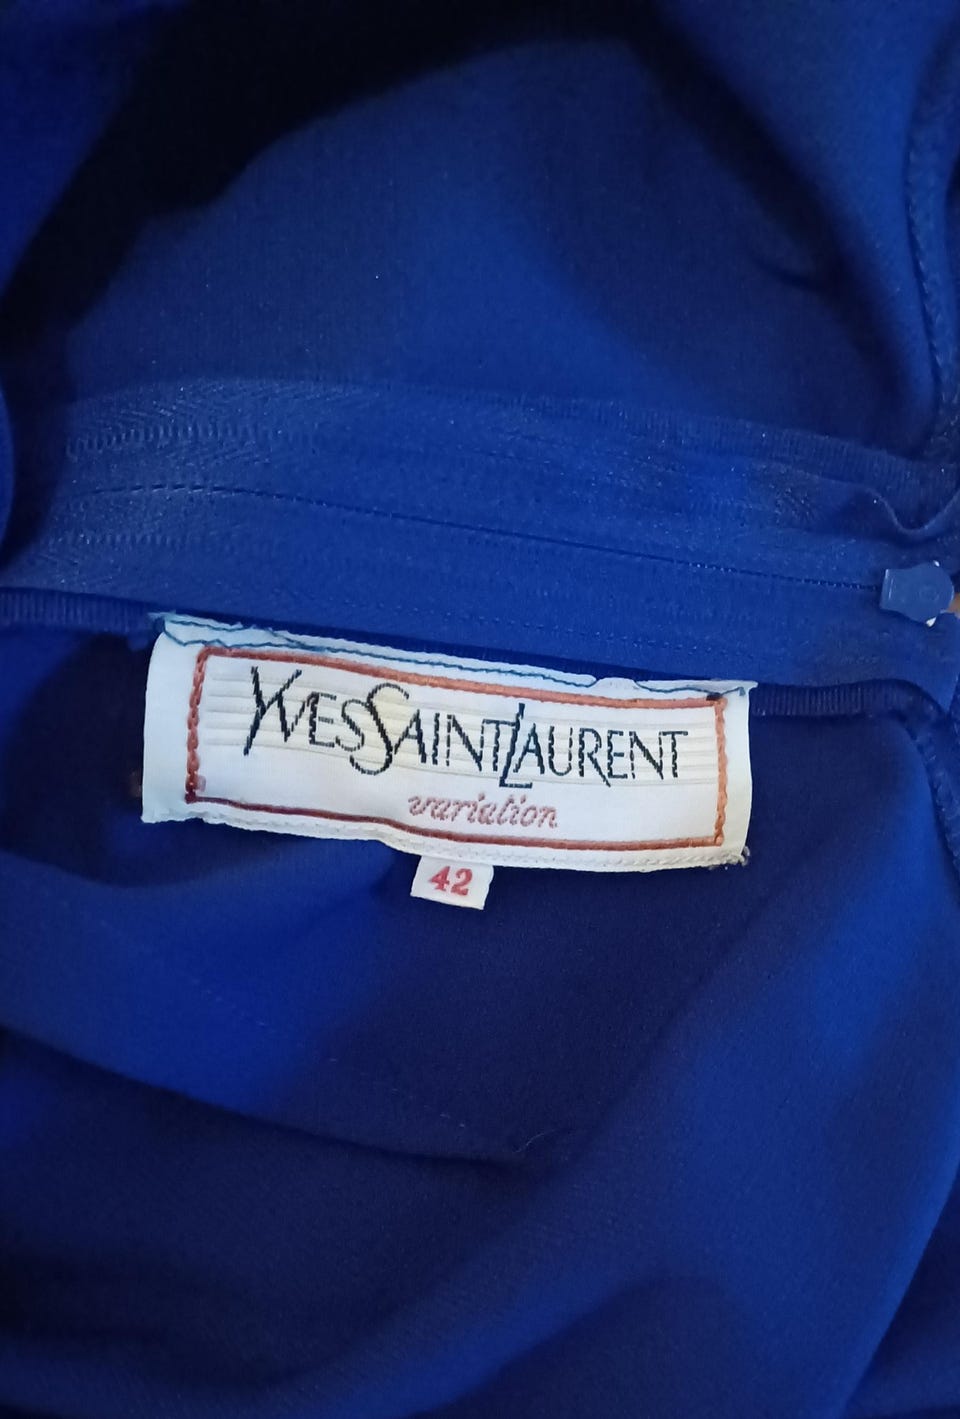 YVESSAINTLAURENT
variation
42